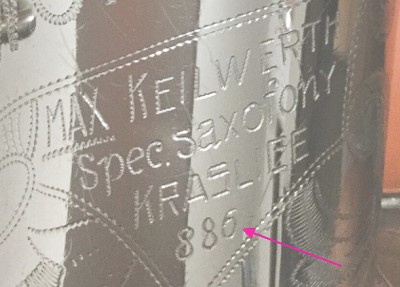 MAX KEILWERTH
Spec. saxofony
KRASLICE
886